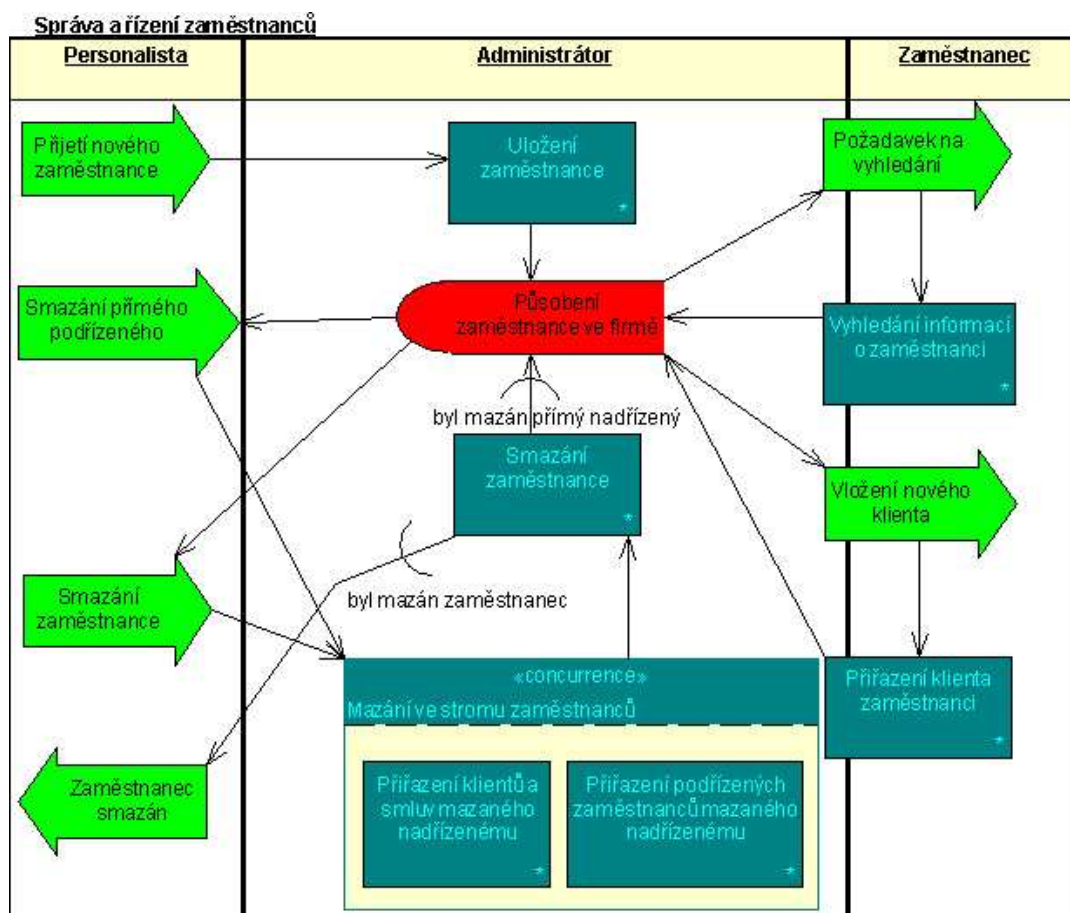 Správa a řízení zaměstnanců
Personalista
Administrátor
Zaměstnanec
Přijetí nového
zaměstnance
Uložení
zaměstnance
*
Požadavek na
vyhledání
Smazání přímého
podřízeného
Působení
zaměstnance ve firmě
Vyhledání informací
o zaměstnanci
*
byl mazán přímý nadřízený
Smazání
zaměstnance
*
Vložení nového
klienta
byl mazán zaměstnanec
Smazání
zaměstnance
«concurrence»
Mazání ve stromu zaměstnanců
Přiřazení klienta
zaměstnanci
*
Zaměstnanec
smazán
Přiřazení klientů a
smluv mazaného
nadřízenému
*
Přiřazení podřízených
zaměstnanců mazaného
nadřízenému
*